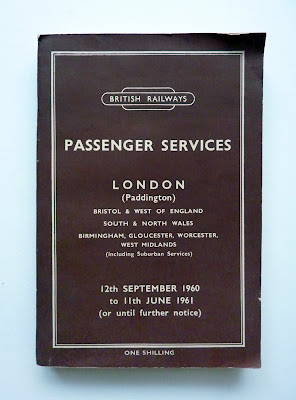 BRITISH RAILWAYS
PASSENGER SERVICES
LONDON
(Paddington)
BRISTOL & WEST OF ENGLAND
SOUTH & NORTH WALES
BIRMINGHAM, GLOUCESTER, WORCESTER,
WEST MIDLANDS
(Including Suburban Services)
12th SEPTEMBER 1960
to 11th JUNE 1961
(or until further notice)
ONE SHILLING